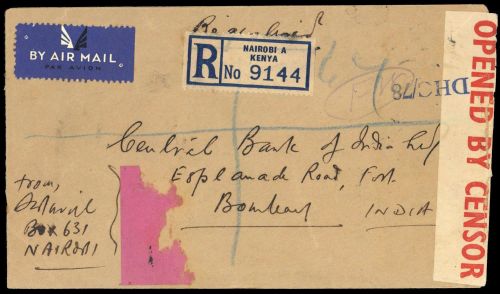 BY AIR MAIL
PAR AVION
R
NAIROBI A
KENYA
No 9144
DHC/78
OPENED BY CENSOR
Central Bank of India Ltd
Esplanade Road, Fort
Bombay
INDIA
from,
Box 631
NAIROBI